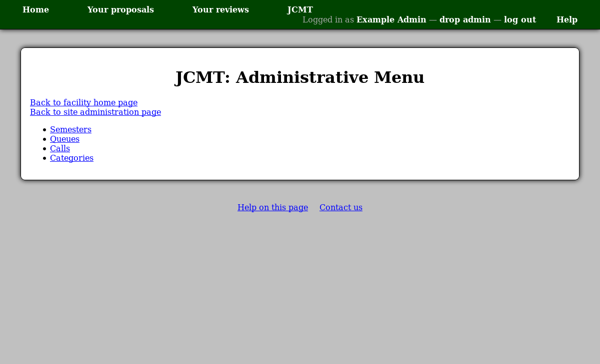 Home Your proposals Your reviews JCMT
Logged in as Example Admin — drop admin — log out Help
JCMT: Administrative Menu
Back to facility home page
Back to site administration page
• Semesters
• Queues
• Calls
• Categories
Help on this page Contact us